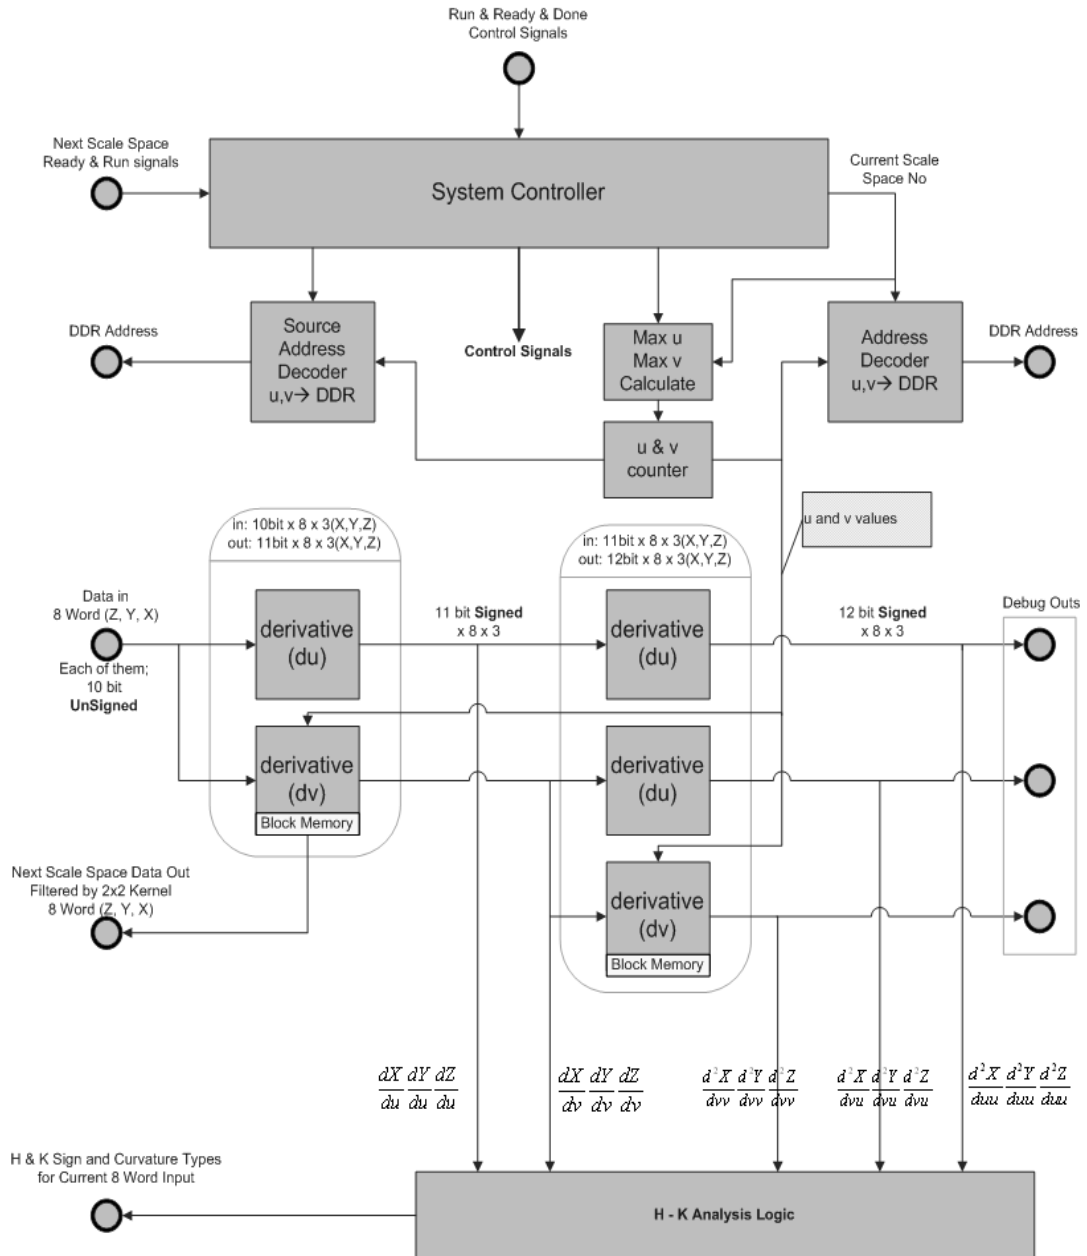 Run & Ready & Done
Control Signals
Next Scale Space
Ready & Run signals
System Controller
Current Scale
Space No
DDR Address
Source
Address
Decoder
u,v→ DDR
Control Signals
Max u
Max v
Calculate
Address
Decoder
u,v→ DDR
DDR Address
u & v
counter
u and v values
in: 10bit x 8 x 3(X,Y,Z)
out: 11bit x 8 x 3(X,Y,Z)
in: 11bit x 8 x 3(X,Y,Z)
out: 12bit x 8 x 3(X,Y,Z)
Data in
8 Word (Z, Y, X)
Each of them;
10 bit
UnSigned
derivative
(du)
11 bit Signed
x 8 x 3
derivative
(du)
12 bit Signed
x 8 x 3
Debug Outs
derivative
(dv)
Block Memory
derivative
(du)
derivative
(dv)
Block Memory
Next Scale Space Data Out
Filtered by 2x2 Kernel
8 Word (Z, Y, X)
dX dY dZ
du du du
dX dY dZ
dv dv dv
d²X d²Y d²Z
dvv dvv dvv
d²X d²Y d²Z
dvu dvu dvu
d²X d²Y d²Z
duu duu duu
H & K Sign and Curvature Types
for Current 8 Word Input
H - K Analysis Logic